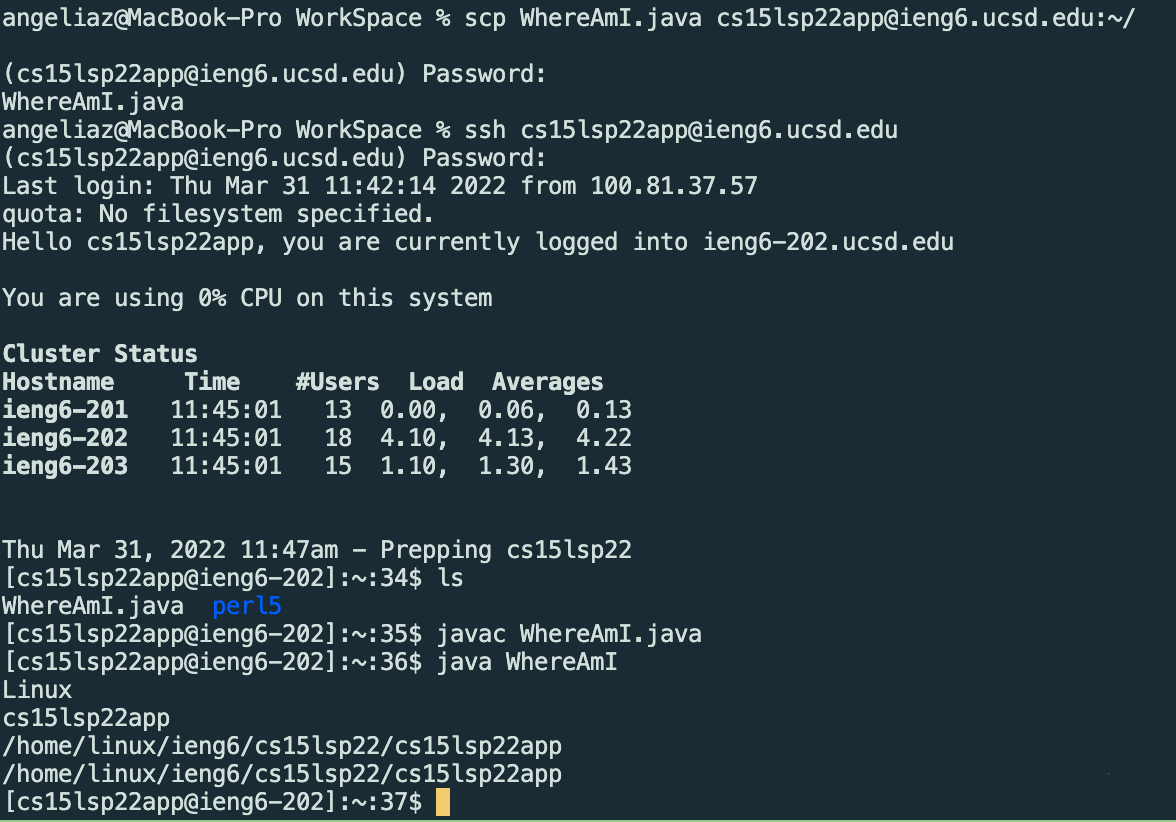 angeliaz@MacBook-Pro WorkSpace % scp WhereAmI.java cs15lsp22app@ieng6.ucsd.edu:~/
(cs15lsp22app@ieng6.ucsd.edu) Password:
WhereAmI.java
angeliaz@MacBook-Pro WorkSpace % ssh cs15lsp22app@ieng6.ucsd.edu
(cs15lsp22app@ieng6.ucsd.edu) Password:
Last login: Thu Mar 31 11:42:14 2022 from 100.81.37.57
quota: No filesystem specified.
Hello cs15lsp22app, you are currently logged into ieng6-202.ucsd.edu
You are using 0% CPU on this system
Cluster Status
Hostname     Time    #Users  Load  Averages
ieng6-201   11:45:01   13  0.00,  0.06,  0.13
ieng6-202   11:45:01   18  4.10,  4.13,  4.22
ieng6-203   11:45:01   15  1.10,  1.30,  1.43
Thu Mar 31, 2022 11:47am - Prepping cs15lsp22
[cs15lsp22app@ieng6-202]:~:34$ ls
WhereAmI.java  perl5
[cs15lsp22app@ieng6-202]:~:35$ javac WhereAmI.java
[cs15lsp22app@ieng6-202]:~:36$ java WhereAmI
Linux
cs15lsp22app
/home/linux/ieng6/cs15lsp22/cs15lsp22app
/home/linux/ieng6/cs15lsp22/cs15lsp22app
[cs15lsp22app@ieng6-202]:~:37$